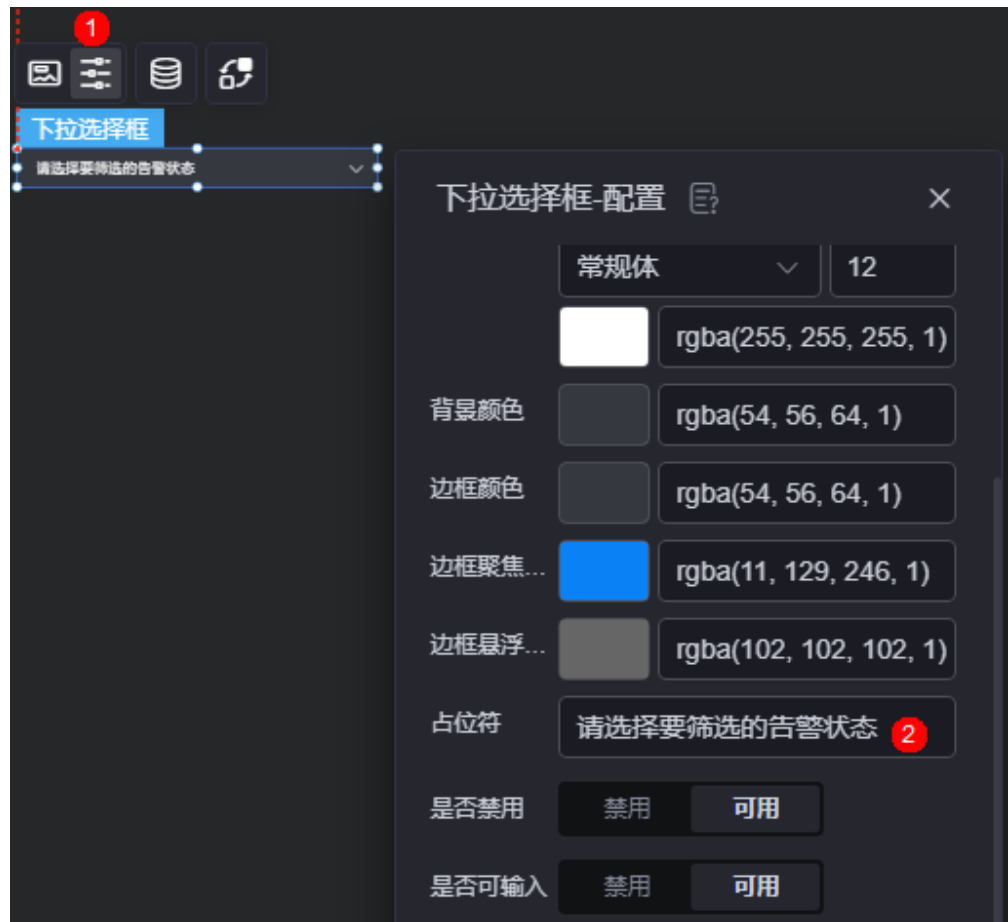 1
下拉选择框
请选择要筛选的告警状态
下拉选择框-配置
常规体 12
rgba(255, 255, 255, 1)
背景颜色 rgba(54, 56, 64, 1)
边框颜色 rgba(54, 56, 64, 1)
边框聚焦... rgba(11, 129, 246, 1)
边框悬浮... rgba(102, 102, 102, 1)
占位符 请选择要筛选的告警状态 2
是否禁用 禁用 可用
是否可输入 禁用 可用